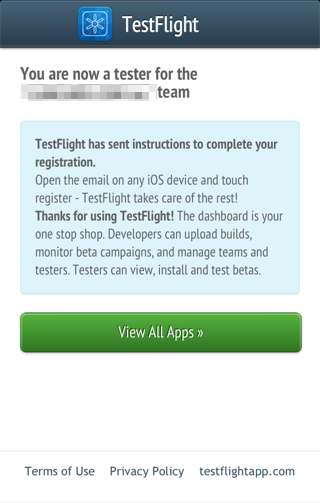 TestFlight
You are now a tester for the
team
TestFlight has sent instructions to complete your
registration.
Open the email on any iOS device and touch
register - TestFlight takes care of the rest!
Thanks for using TestFlight! The dashboard is your
one stop shop. Developers can upload builds,
monitor beta campaigns, and manage teams and
testers. Testers can view, install and test betas.
View All Apps »
Terms of Use Privacy Policy testflightapp.com